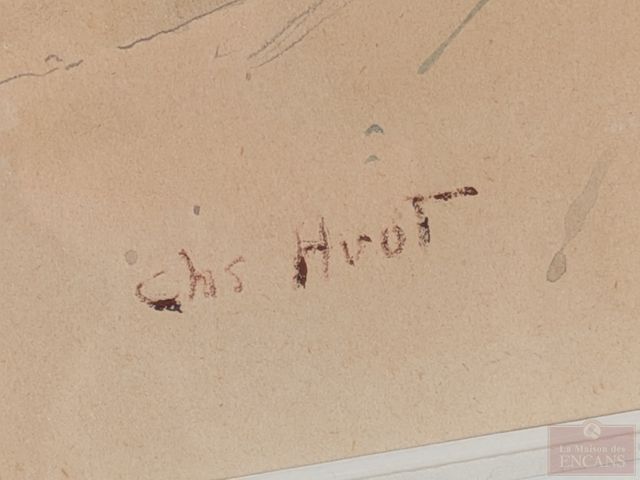 Chs Huot
La Maison des
ENCANS